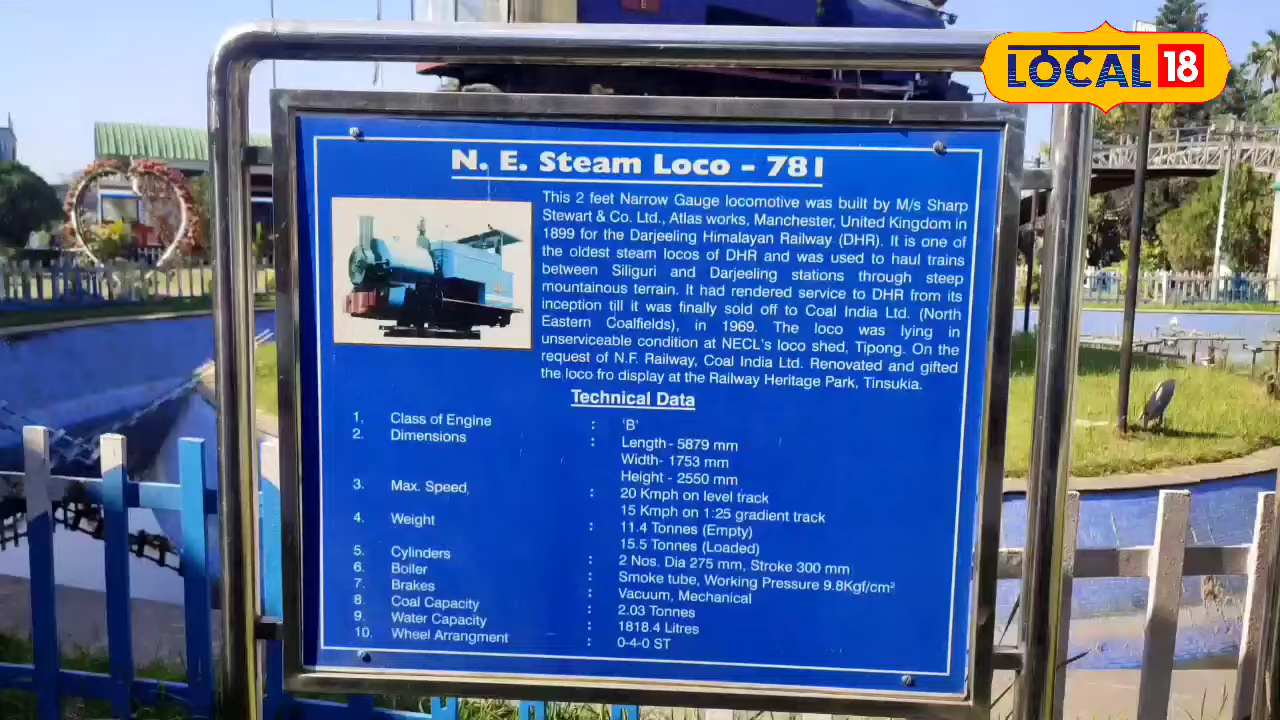 LOCAL 18
N. E. Steam Loco - 781
This 2 feet Narrow Gauge locomotive was built by M/s Sharp
Stewart & Co. Ltd., Atlas works, Manchester, United Kingdom in
1899 for the Darjeeling Himalayan Railway (DHR). It is one of
the oldest steam locos of DHR and was used to haul trains
between Siliguri and Darjeeling stations through steep
mountainous terrain. It had rendered service to DHR from its
inception till it was finally sold off to Coal India Ltd. (North
Eastern Coalfields), in 1969. The loco was lying in
unserviceable condition at NECL's loco shed, Tipong. On the
request of N.F. Railway, Coal India Ltd. Renovated and gifted
the loco fro display at the Railway Heritage Park, Tinsukia.
Technical Data
1. Class of Engine : 'B'
2. Dimensions : Length - 5879 mm
Width- 1753 mm
Height - 2550 mm
3. Max. Speed : 20 Kmph on level track
15 Kmph on 1:25 gradient track
4. Weight : 11.4 Tonnes (Empty)
15.5 Tonnes (Loaded)
5. Cylinders : 2 Nos. Dia 275 mm, Stroke 300 mm
6. Boiler : Smoke tube, Working Pressure 9.8Kgf/cm²
7. Brakes : Vacuum, Mechanical
8. Coal Capacity : 2.03 Tonnes
9. Water Capacity : 1818.4 Litres
10. Wheel Arrangment : 0-4-0 ST